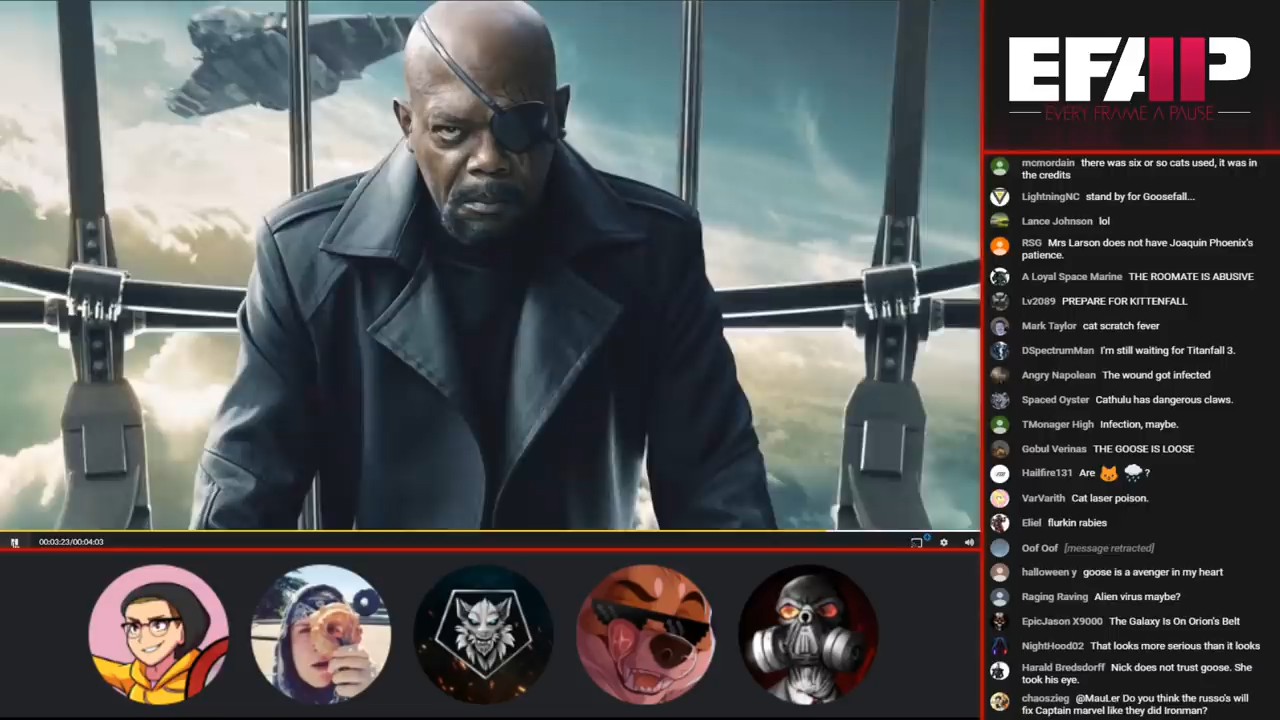 EFAP
EVERY FRAME A PAUSE
mcmordain there was six or so cats used, it was in
the credits
LightningNC stand by for Goosefall...
Lance Johnson lol
RSG Mrs Larson does not have Joaquin Phoenix's
patience.
A Loyal Space Marine THE ROOMATE IS ABUSIVE
Lv2089 PREPARE FOR KITTENFALL
Mark Taylor cat scratch fever
DSpectrumMan I'm still waiting for Titanfall 3.
Angry Napolean The wound got infected
Spaced Oyster Cathulu has dangerous claws.
TMonager High Infection, maybe.
Gobul Verinas THE GOOSE IS LOOSE
Hailfire131 Are 🐱 🌧️ ?
VarVarith Cat laser poison.
Eliel flurkin rabies
Oof Oof [message retracted]
halloween y goose is a avenger in my heart
Raging Raving Alien virus maybe?
EpicJason X9000 The Galaxy Is On Orion's Belt
NightHood02 That looks more serious than it looks
Harald Bredsdorff Nick does not trust goose. She
took his eye.
chaoszieg @MauLer Do you think the russo's will
fix Captain marvel like they did Ironman?
00:03:23/00:04:03